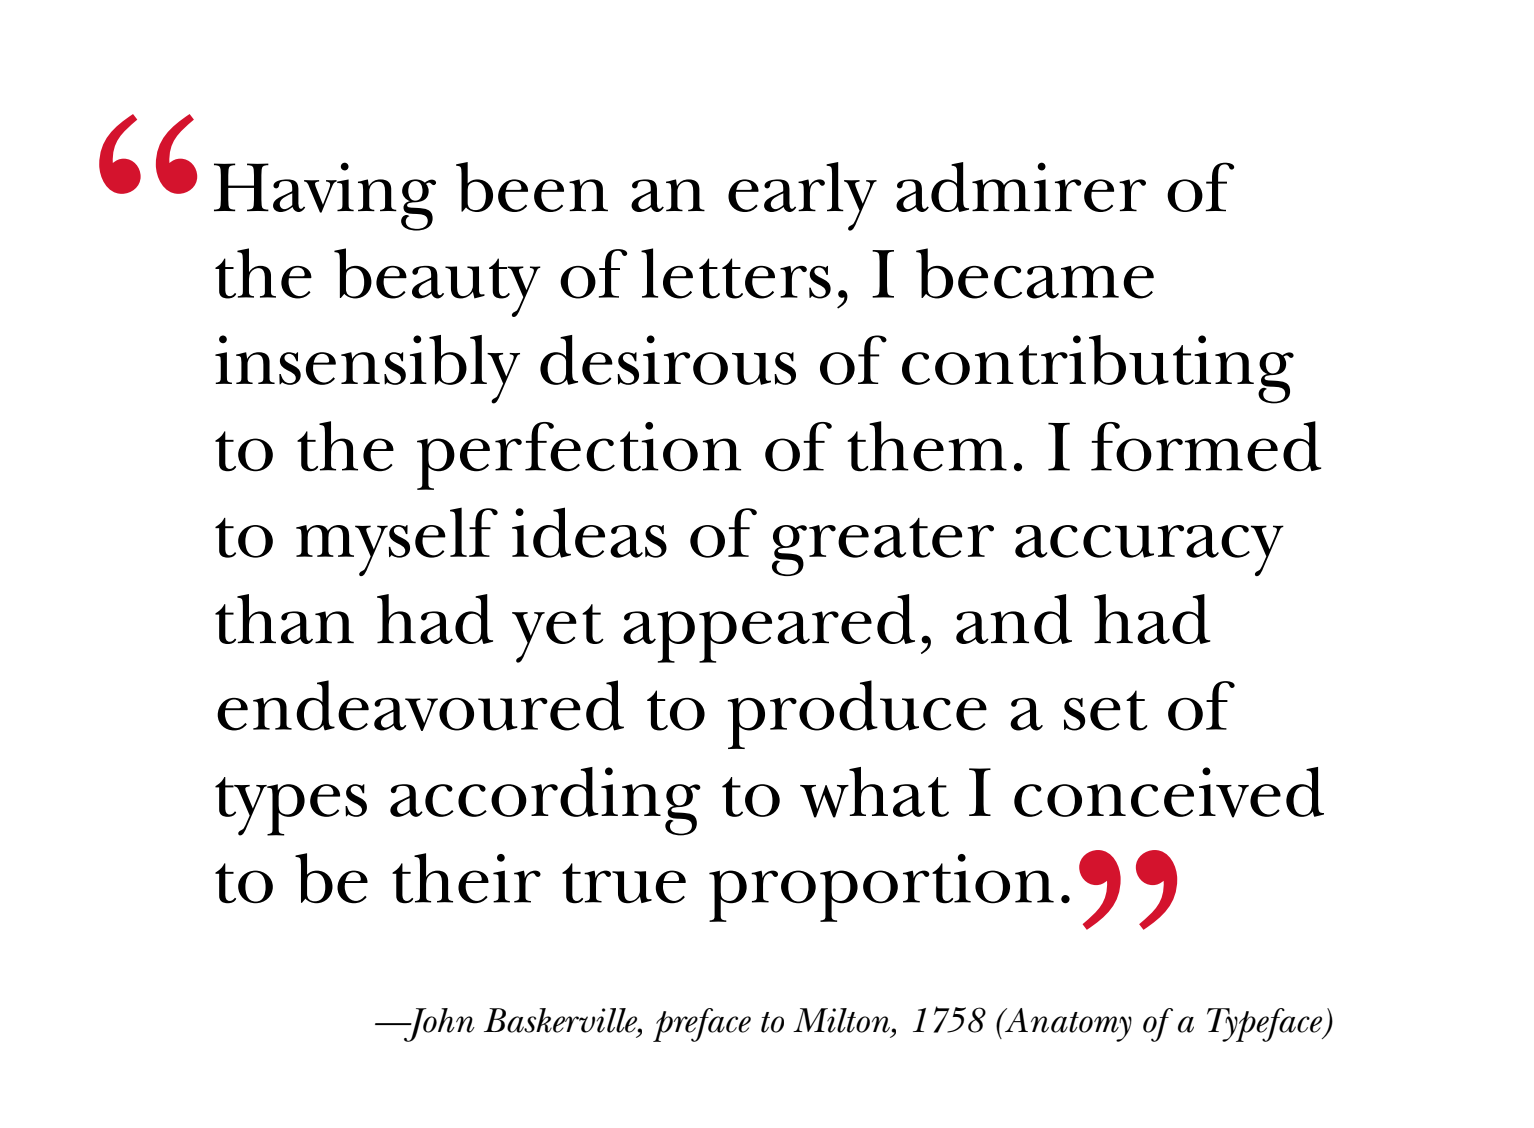 “Having been an early admirer of
the beauty of letters, I became
insensibly desirous of contributing
to the perfection of them. I formed
to myself ideas of greater accuracy
than had yet appeared, and had
endeavoured to produce a set of
types according to what I conceived
to be their true proportion.”
—John Baskerville, preface to Milton, 1758 (Anatomy of a Typeface)